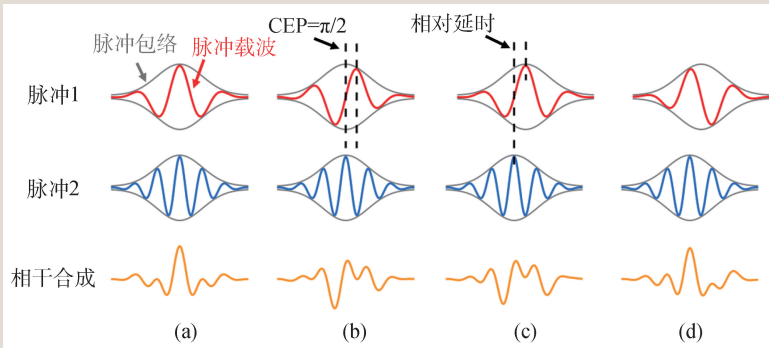 CEP=π/2
相对延时
脉冲包络
脉冲载波
脉冲1
脉冲2
相干合成
(a)
(b)
(c)
(d)